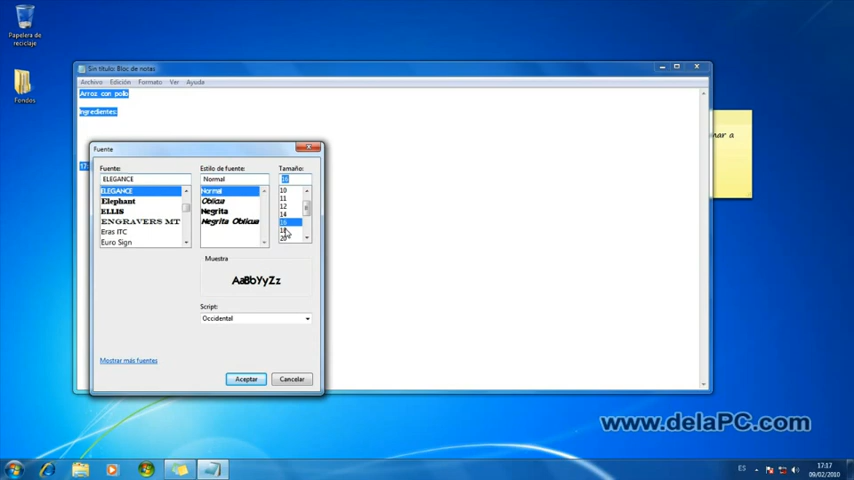 Papelera de
reciclaje
Fondos
Sin título: Bloc de notas
Archivo Edición Formato Ver Ayuda
Arroz con pollo
Ingredientes:
Fuente
Fuente: Estilo de fuente: Tamaño:
ELEGANCE Normal 16
ELEGANCE Normal 10
Elephant Oblicua 11
ELLIS Negrita 12
ENGRAVERS MT Negrita Oblicua 14
Eras ITC 16
Euro Sign 18
20
Muestra
AaBbYyZz
Script:
Occidental
Mostrar más fuentes
Aceptar Cancelar
www.delaPC.com
ES 17:17
09/02/2010